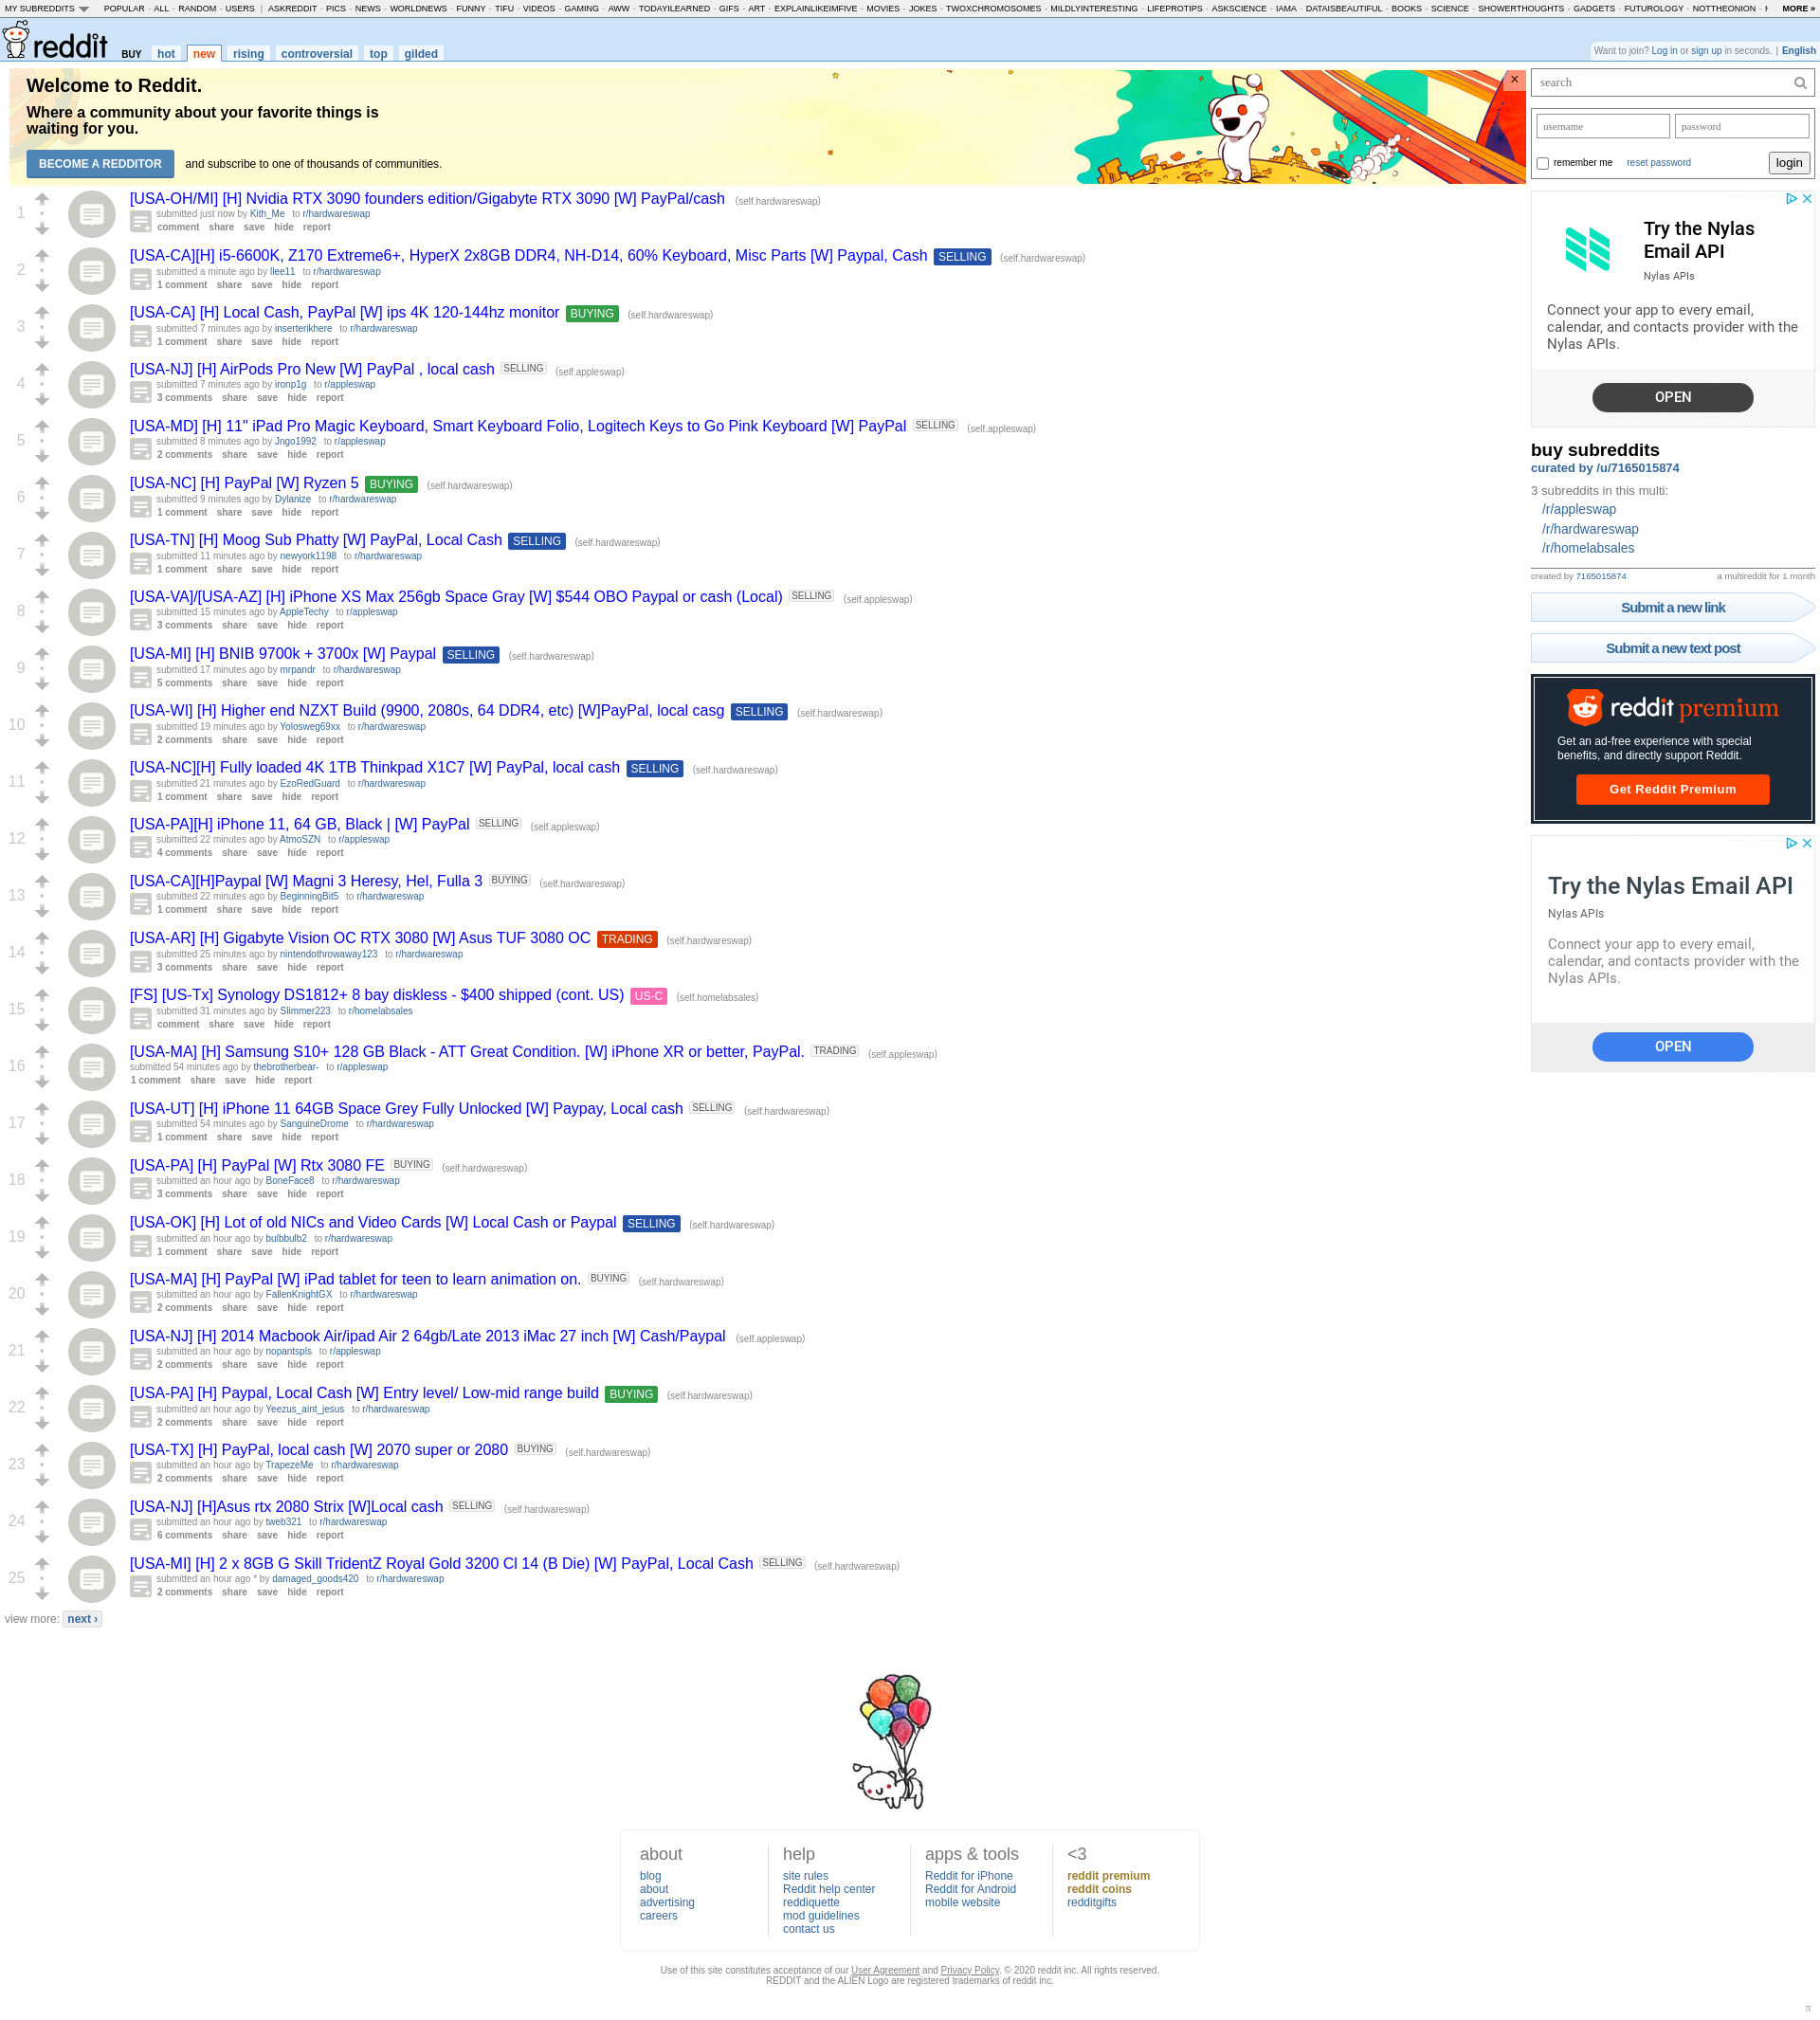 MY SUBREDDITS POPULAR - ALL - RANDOM - USERS | ASKREDDIT - PICS - NEWS - WORLDNEWS - FUNNY - TIFU - VIDEOS - GAMING - AWW - TODAYILEARNED - GIFS - ART - EXPLAINLIKEIMFIVE - MOVIES - JOKES - TWOXCHROMOSOMES - MILDLYINTERESTING - LIFEPROTIPS - ASKSCIENCE - IAMA - DATAISBEAUTIFUL - BOOKS - SCIENCE - SHOWERTHOUGHTS - GADGETS - FUTUROLOGY - NOTTHEONION - MORE »
reddit BUY hot new rising controversial top gilded
Want to join? Log in or sign up in seconds. | English
Welcome to Reddit.
Where a community about your favorite things is
waiting for you.
BECOME A REDDITOR and subscribe to one of thousands of communities.
×
1
[USA-OH/MI] [H] Nvidia RTX 3090 founders edition/Gigabyte RTX 3090 [W] PayPal/cash (self.hardwareswap)
submitted just now by Kith_Me to r/hardwareswap
comment share save hide report
2
[USA-CA][H] i5-6600K, Z170 Extreme6+, HyperX 2x8GB DDR4, NH-D14, 60% Keyboard, Misc Parts [W] Paypal, Cash SELLING (self.hardwareswap)
submitted a minute ago by llee11 to r/hardwareswap
1 comment share save hide report
3
[USA-CA] [H] Local Cash, PayPal [W] ips 4K 120-144hz monitor BUYING (self.hardwareswap)
submitted 7 minutes ago by inserterikhere to r/hardwareswap
1 comment share save hide report
4
[USA-NJ] [H] AirPods Pro New [W] PayPal , local cash SELLING (self.appleswap)
submitted 7 minutes ago by ironp1g to r/appleswap
3 comments share save hide report
5
[USA-MD] [H] 11" iPad Pro Magic Keyboard, Smart Keyboard Folio, Logitech Keys to Go Pink Keyboard [W] PayPal SELLING (self.appleswap)
submitted 8 minutes ago by Jngo1992 to r/appleswap
2 comments share save hide report
6
[USA-NC] [H] PayPal [W] Ryzen 5 BUYING (self.hardwareswap)
submitted 9 minutes ago by Dylanize to r/hardwareswap
1 comment share save hide report
7
[USA-TN] [H] Moog Sub Phatty [W] PayPal, Local Cash SELLING (self.hardwareswap)
submitted 11 minutes ago by newyork1198 to r/hardwareswap
1 comment share save hide report
8
[USA-VA]/[USA-AZ] [H] iPhone XS Max 256gb Space Gray [W] $544 OBO Paypal or cash (Local) SELLING (self.appleswap)
submitted 15 minutes ago by AppleTechy to r/appleswap
3 comments share save hide report
9
[USA-MI] [H] BNIB 9700k + 3700x [W] Paypal SELLING (self.hardwareswap)
submitted 17 minutes ago by mrpandr to r/hardwareswap
5 comments share save hide report
10
[USA-WI] [H] Higher end NZXT Build (9900, 2080s, 64 DDR4, etc) [W]PayPal, local casg SELLING (self.hardwareswap)
submitted 19 minutes ago by Yolosweg69xx to r/hardwareswap
2 comments share save hide report
11
[USA-NC][H] Fully loaded 4K 1TB Thinkpad X1C7 [W] PayPal, local cash SELLING (self.hardwareswap)
submitted 21 minutes ago by EzoRedGuard to r/hardwareswap
1 comment share save hide report
12
[USA-PA][H] iPhone 11, 64 GB, Black | [W] PayPal SELLING (self.appleswap)
submitted 22 minutes ago by AtmoSZN to r/appleswap
4 comments share save hide report
13
[USA-CA][H]Paypal [W] Magni 3 Heresy, Hel, Fulla 3 BUYING (self.hardwareswap)
submitted 22 minutes ago by BeginningBit5 to r/hardwareswap
1 comment share save hide report
14
[USA-AR] [H] Gigabyte Vision OC RTX 3080 [W] Asus TUF 3080 OC TRADING (self.hardwareswap)
submitted 25 minutes ago by nintendothrowaway123 to r/hardwareswap
3 comments share save hide report
15
[FS] [US-Tx] Synology DS1812+ 8 bay diskless - $400 shipped (cont. US) US-C (self.homelabsales)
submitted 31 minutes ago by Slimmer223 to r/homelabsales
comment share save hide report
16
[USA-MA] [H] Samsung S10+ 128 GB Black - ATT Great Condition. [W] iPhone XR or better, PayPal. TRADING (self.appleswap)
submitted 54 minutes ago by thebrotherbear- to r/appleswap
1 comment share save hide report
17
[USA-UT] [H] iPhone 11 64GB Space Grey Fully Unlocked [W] Paypay, Local cash SELLING (self.hardwareswap)
submitted 54 minutes ago by SanguineDrome to r/hardwareswap
1 comment share save hide report
18
[USA-PA] [H] PayPal [W] Rtx 3080 FE BUYING (self.hardwareswap)
submitted an hour ago by BoneFace8 to r/hardwareswap
3 comments share save hide report
19
[USA-OK] [H] Lot of old NICs and Video Cards [W] Local Cash or Paypal SELLING (self.hardwareswap)
submitted an hour ago by bulbbulb2 to r/hardwareswap
1 comment share save hide report
20
[USA-MA] [H] PayPal [W] iPad tablet for teen to learn animation on. BUYING (self.hardwareswap)
submitted an hour ago by FallenKnightGX to r/hardwareswap
2 comments share save hide report
21
[USA-NJ] [H] 2014 Macbook Air/ipad Air 2 64gb/Late 2013 iMac 27 inch [W] Cash/Paypal (self.appleswap)
submitted an hour ago by nopantspls to r/appleswap
2 comments share save hide report
22
[USA-PA] [H] Paypal, Local Cash [W] Entry level/ Low-mid range build BUYING (self.hardwareswap)
submitted an hour ago by Yeezus_aint_jesus to r/hardwareswap
2 comments share save hide report
23
[USA-TX] [H] PayPal, local cash [W] 2070 super or 2080 BUYING (self.hardwareswap)
submitted an hour ago by TrapezeMe to r/hardwareswap
2 comments share save hide report
24
[USA-NJ] [H]Asus rtx 2080 Strix [W]Local cash SELLING (self.hardwareswap)
submitted an hour ago by tweb321 to r/hardwareswap
6 comments share save hide report
25
[USA-MI] [H] 2 x 8GB G Skill TridentZ Royal Gold 3200 Cl 14 (B Die) [W] PayPal, Local Cash SELLING (self.hardwareswap)
submitted an hour ago * by damaged_goods420 to r/hardwareswap
2 comments share save hide report
view more: next ›
search
username password
remember me reset password login
Try the Nylas
Email API
Nylas APIs
Connect your app to every email,
calendar, and contacts provider with the
Nylas APIs.
OPEN
buy subreddits
curated by /u/7165015874
3 subreddits in this multi:
/r/appleswap
/r/hardwareswap
/r/homelabsales
created by 7165015874 a multireddit for 1 month
Submit a new link
Submit a new text post
reddit premium
Get an ad-free experience with special
benefits, and directly support Reddit.
Get Reddit Premium
Try the Nylas Email API
Nylas APIs
Connect your app to every email,
calendar, and contacts provider with the
Nylas APIs.
OPEN
about
blog
about
advertising
careers
help
site rules
Reddit help center
reddiquette
mod guidelines
contact us
apps & tools
Reddit for iPhone
Reddit for Android
mobile website
<3
reddit premium
reddit coins
redditgifts
Use of this site constitutes acceptance of our User Agreement and Privacy Policy. © 2020 reddit inc. All rights reserved.
REDDIT and the ALIEN Logo are registered trademarks of reddit inc.
π